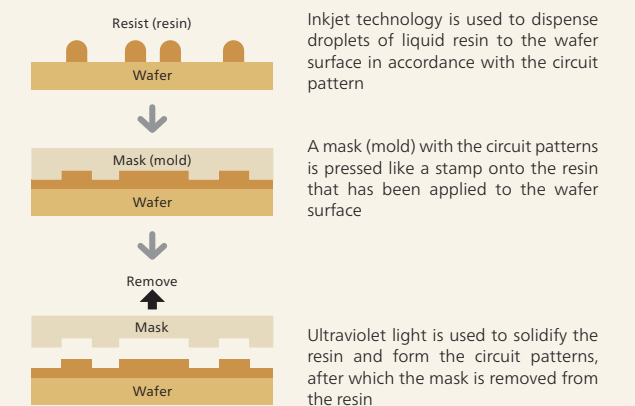 Resist (resin)
Wafer
Inkjet technology is used to dispense
droplets of liquid resin to the wafer
surface in accordance with the circuit
pattern
Mask (mold)
Wafer
A mask (mold) with the circuit patterns
is pressed like a stamp onto the resin
that has been applied to the wafer
surface
Remove
Mask
Wafer
Ultraviolet light is used to solidify the
resin and form the circuit patterns,
after which the mask is removed from
the resin